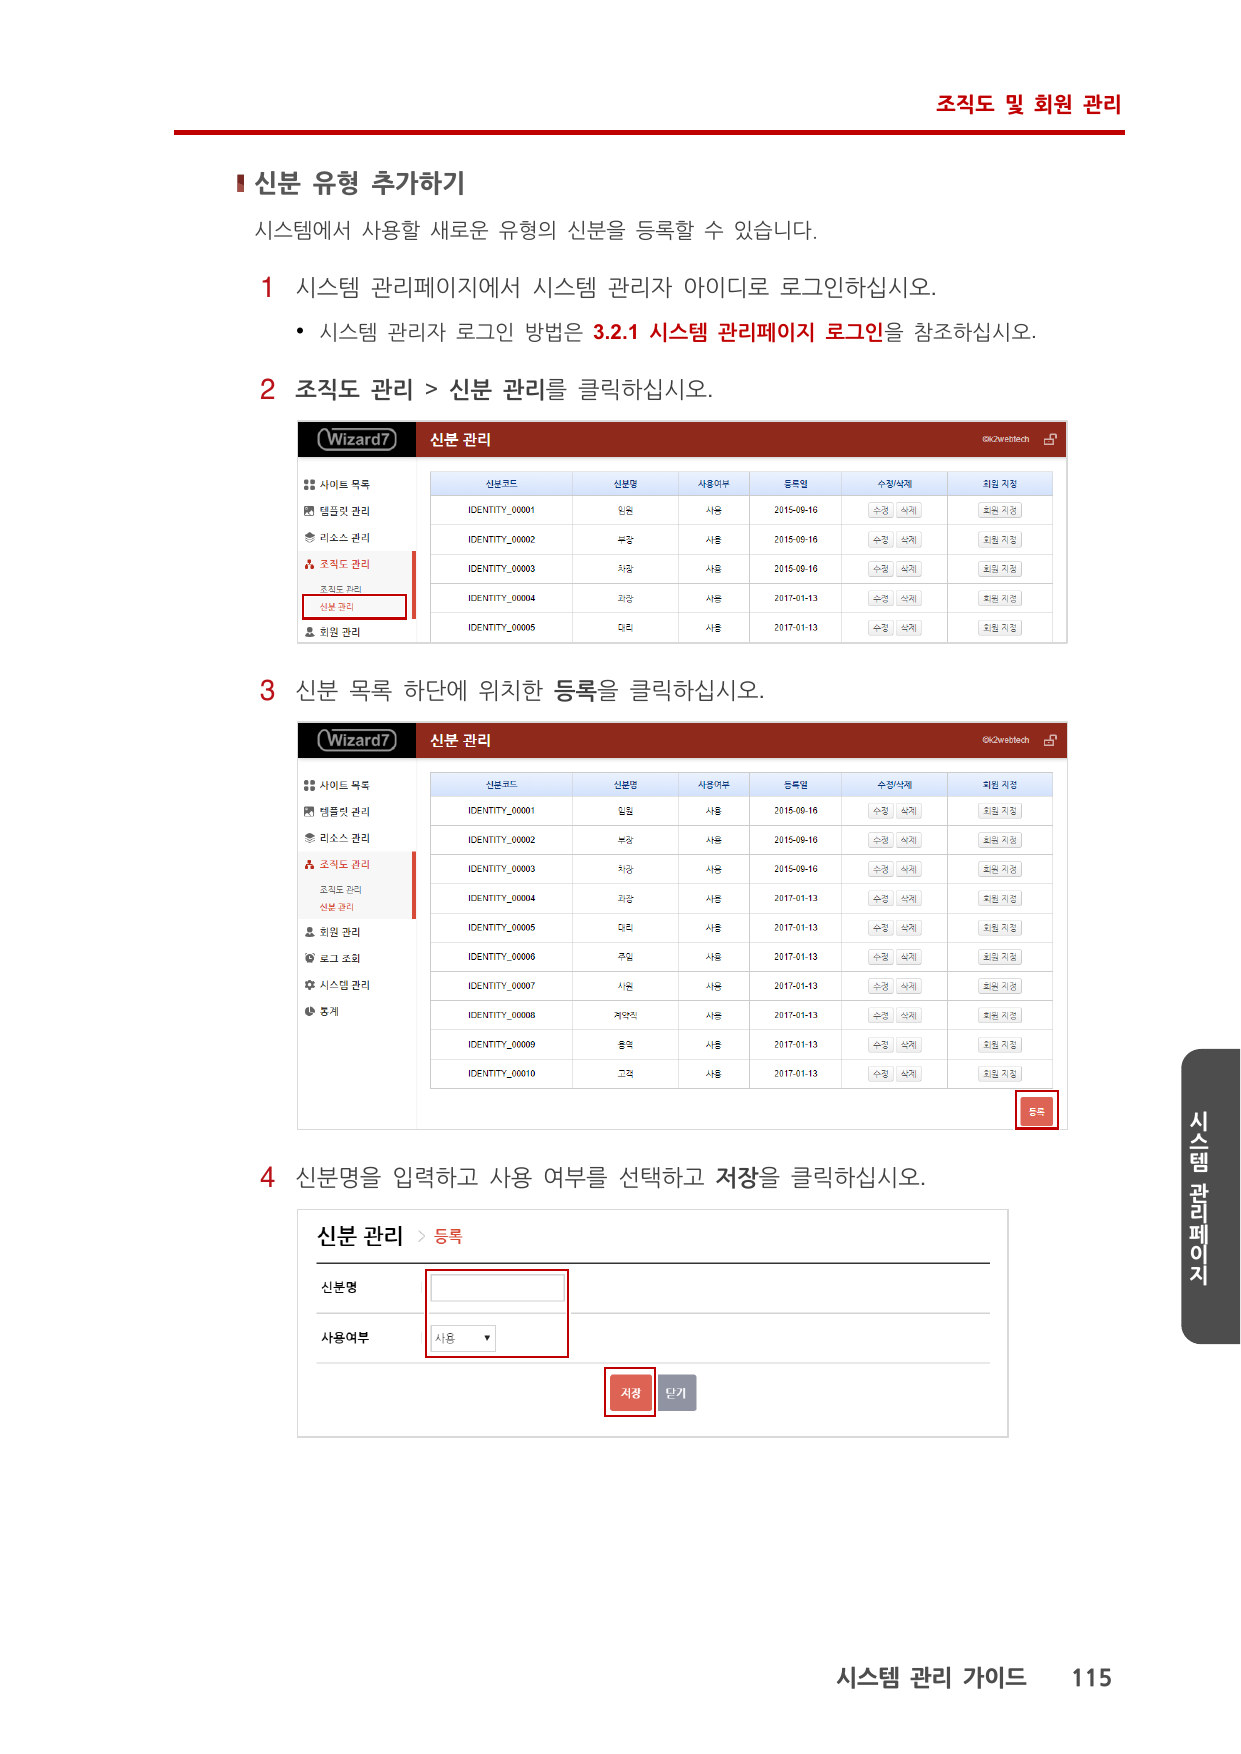 조직도 및 회원 관리
신분 유형 추가하기
시스템에서 사용할 새로운 유형의 신분을 등록할 수 있습니다.
1 시스템 관리페이지에서 시스템 관리자 아이디로 로그인하십시오.
• 시스템 관리자 로그인 방법은 3.2.1 시스템 관리페이지 로그인을 참조하십시오.
2 조직도 관리 > 신분 관리를 클릭하십시오.
Wizard7 신분 관리 ©k2webtech
사이트 목록
템플릿 관리
리소스 관리
조직도 관리
조직도 관리
신분 관리
회원 관리
신분코드 신분명 사용여부 등록일 수정/삭제 회원 지정
IDENTITY_00001 임원 사용 2015-09-16 수정 삭제 회원 지정
IDENTITY_00002 부장 사용 2015-09-16 수정 삭제 회원 지정
IDENTITY_00003 차장 사용 2015-09-16 수정 삭제 회원 지정
IDENTITY_00004 과장 사용 2017-01-13 수정 삭제 회원 지정
IDENTITY_00005 대리 사용 2017-01-13 수정 삭제 회원 지정
3 신분 목록 하단에 위치한 등록을 클릭하십시오.
Wizard7 신분 관리 ©k2webtech
사이트 목록
템플릿 관리
리소스 관리
조직도 관리
조직도 관리
신분 관리
회원 관리
로그 조회
시스템 관리
통계
신분코드 신분명 사용여부 등록일 수정/삭제 회원 지정
IDENTITY_00001 임원 사용 2015-09-16 수정 삭제 회원 지정
IDENTITY_00002 부장 사용 2015-09-16 수정 삭제 회원 지정
IDENTITY_00003 차장 사용 2015-09-16 수정 삭제 회원 지정
IDENTITY_00004 과장 사용 2017-01-13 수정 삭제 회원 지정
IDENTITY_00005 대리 사용 2017-01-13 수정 삭제 회원 지정
IDENTITY_00006 주임 사용 2017-01-13 수정 삭제 회원 지정
IDENTITY_00007 사원 사용 2017-01-13 수정 삭제 회원 지정
IDENTITY_00008 계약직 사용 2017-01-13 수정 삭제 회원 지정
IDENTITY_00009 용역 사용 2017-01-13 수정 삭제 회원 지정
IDENTITY_00010 고객 사용 2017-01-13 수정 삭제 회원 지정
등록
4 신분명을 입력하고 사용 여부를 선택하고 저장을 클릭하십시오.
신분 관리 > 등록
신분명
사용여부 사용
저장 닫기
시스템 관리페이지
시스템 관리 가이드 115